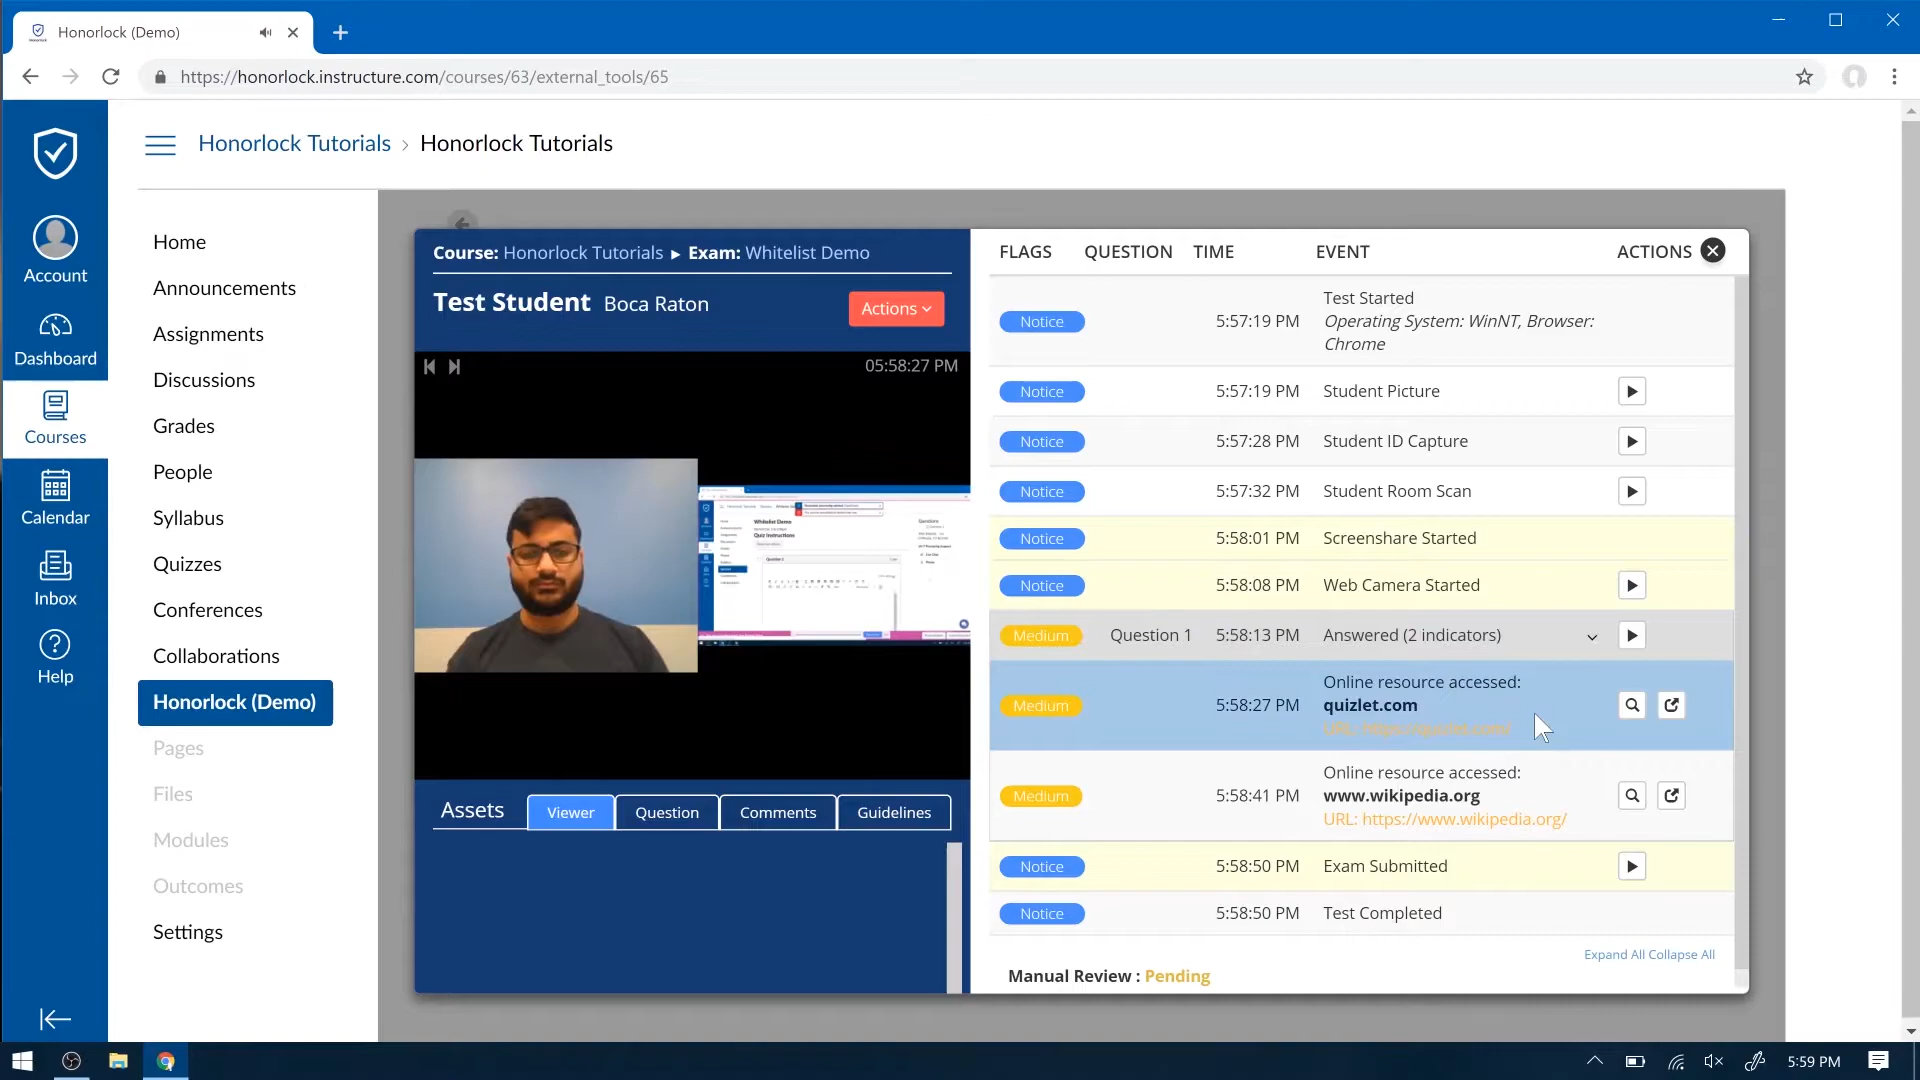 Honorlock (Demo)
https://honorlock.instructure.com/courses/63/external_tools/65
Honorlock Tutorials › Honorlock Tutorials
Account
Dashboard
Courses
Calendar
Inbox
Help
Home
Announcements
Assignments
Discussions
Grades
People
Syllabus
Quizzes
Conferences
Collaborations
Honorlock (Demo)
Pages
Files
Modules
Outcomes
Settings
Course: Honorlock Tutorials ▸ Exam: Whitelist Demo
Test Student Boca Raton
Actions
05:58:27 PM
Whitelist Demo
Quiz Instructions
Assets Viewer Question Comments Guidelines
FLAGS QUESTION TIME EVENT ACTIONS
Notice 5:57:19 PM Test Started
Operating System: WinNT, Browser:
Chrome
Notice 5:57:19 PM Student Picture
Notice 5:57:28 PM Student ID Capture
Notice 5:57:32 PM Student Room Scan
Notice 5:58:01 PM Screenshare Started
Notice 5:58:08 PM Web Camera Started
Medium Question 1 5:58:13 PM Answered (2 indicators)
Medium 5:58:27 PM Online resource accessed:
quizlet.com
URL: https://quizlet.com/
Medium 5:58:41 PM Online resource accessed:
www.wikipedia.org
URL: https://www.wikipedia.org/
Notice 5:58:50 PM Exam Submitted
Notice 5:58:50 PM Test Completed
Expand All Collapse All
Manual Review : Pending
5:59 PM